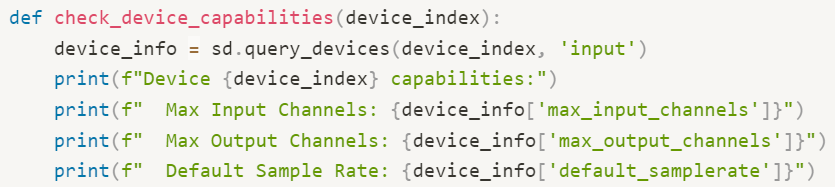 def check_device_capabilities(device_index):
    device_info = sd.query_devices(device_index, 'input')
    print(f"Device {device_index} capabilities:")
    print(f"  Max Input Channels: {device_info['max_input_channels']}")
    print(f"  Max Output Channels: {device_info['max_output_channels']}")
    print(f"  Default Sample Rate: {device_info['default_samplerate']}")